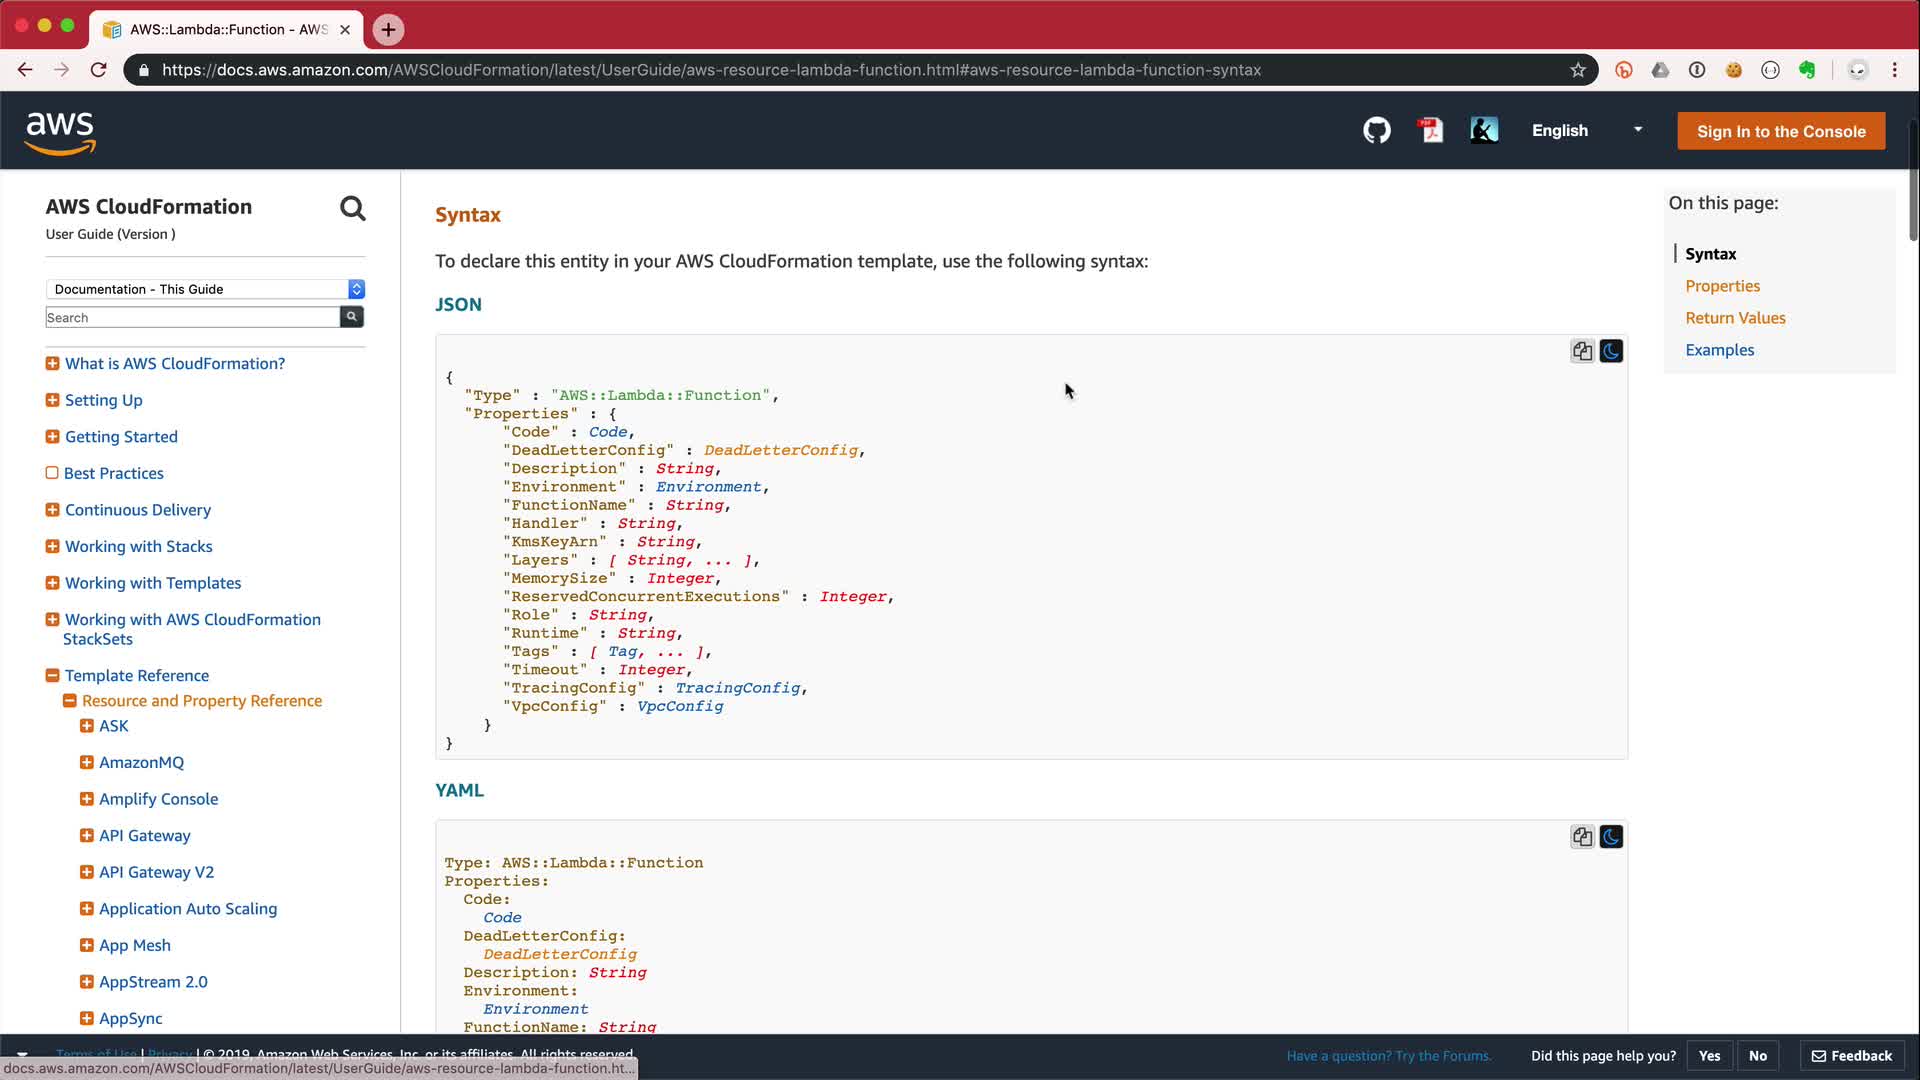 AWS::Lambda::Function - AWS
https://docs.aws.amazon.com/AWSCloudFormation/latest/UserGuide/aws-resource-lambda-function.html#aws-resource-lambda-function-syntax
aws
PDF
English
Sign In to the Console
AWS CloudFormation
User Guide (Version )
Documentation - This Guide
Search
What is AWS CloudFormation?
Setting Up
Getting Started
Best Practices
Continuous Delivery
Working with Stacks
Working with Templates
Working with AWS CloudFormation
StackSets
Template Reference
Resource and Property Reference
ASK
AmazonMQ
Amplify Console
API Gateway
API Gateway V2
Application Auto Scaling
App Mesh
AppStream 2.0
AppSync
Syntax
To declare this entity in your AWS CloudFormation template, use the following syntax:
JSON
{
"Type" : "AWS::Lambda::Function",
"Properties" : {
"Code" : Code,
"DeadLetterConfig" : DeadLetterConfig,
"Description" : String,
"Environment" : Environment,
"FunctionName" : String,
"Handler" : String,
"KmsKeyArn" : String,
"Layers" : [ String, ... ],
"MemorySize" : Integer,
"ReservedConcurrentExecutions" : Integer,
"Role" : String,
"Runtime" : String,
"Tags" : [ Tag, ... ],
"Timeout" : Integer,
"TracingConfig" : TracingConfig,
"VpcConfig" : VpcConfig
}
}
YAML
Type: AWS::Lambda::Function
Properties:
Code:
Code
DeadLetterConfig:
DeadLetterConfig
Description: String
Environment:
Environment
FunctionName: String
On this page:
Syntax
Properties
Return Values
Examples
Terms of Use | Privacy | © 2019, Amazon Web Services, Inc. or its affiliates. All rights reserved.
Have a question? Try the Forums.
Did this page help you?
Yes
No
Feedback
docs.aws.amazon.com/AWSCloudFormation/latest/UserGuide/aws-resource-lambda-function.ht...